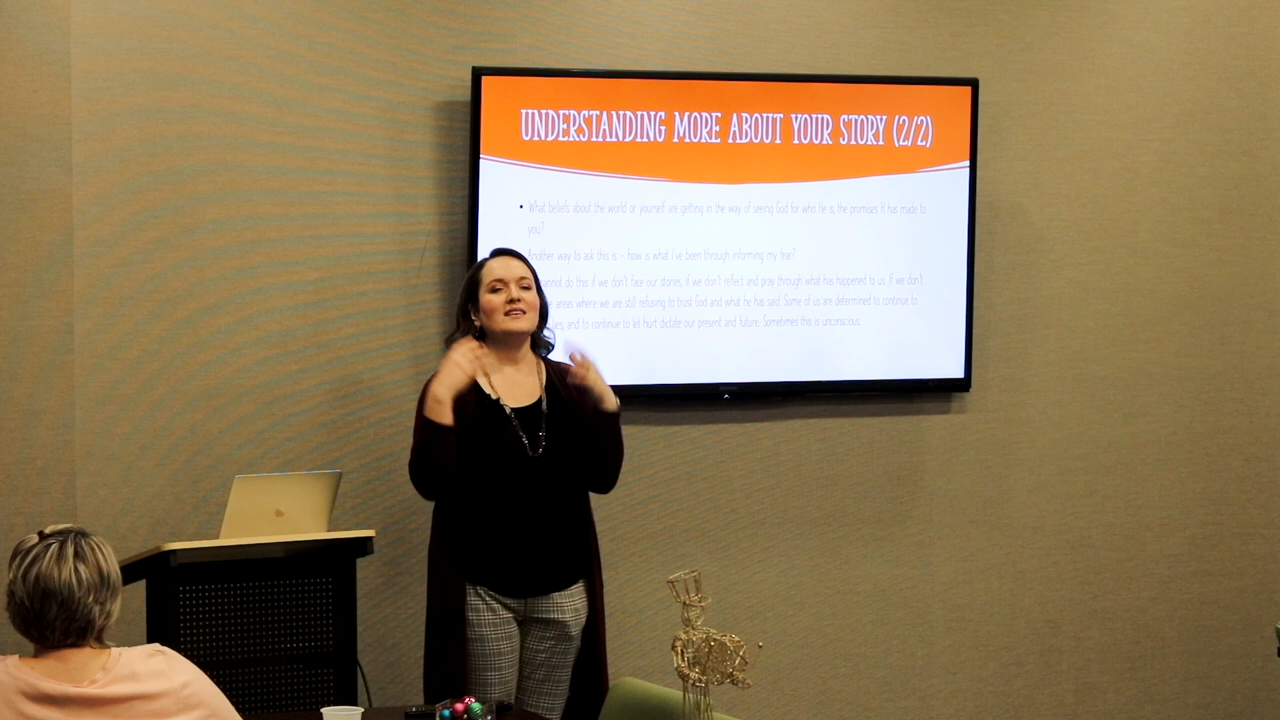 UNDERSTANDING MORE ABOUT YOUR STORY (2/2)
• What beliefs about the world or yourself are getting in the way of seeing God for who He is, the promises H has made to
you?
Another way to ask this is - how is what I've been through informing my fear?
cannot do this if we don't face our stories, if we don't reflect and pray through what has happened to us. If we don't
areas where we are still refusing to trust God and what he has said. Some of us are determined to continue to
lies, and to continue to let hurt dictate our present and future. Sometimes this is unconscious.